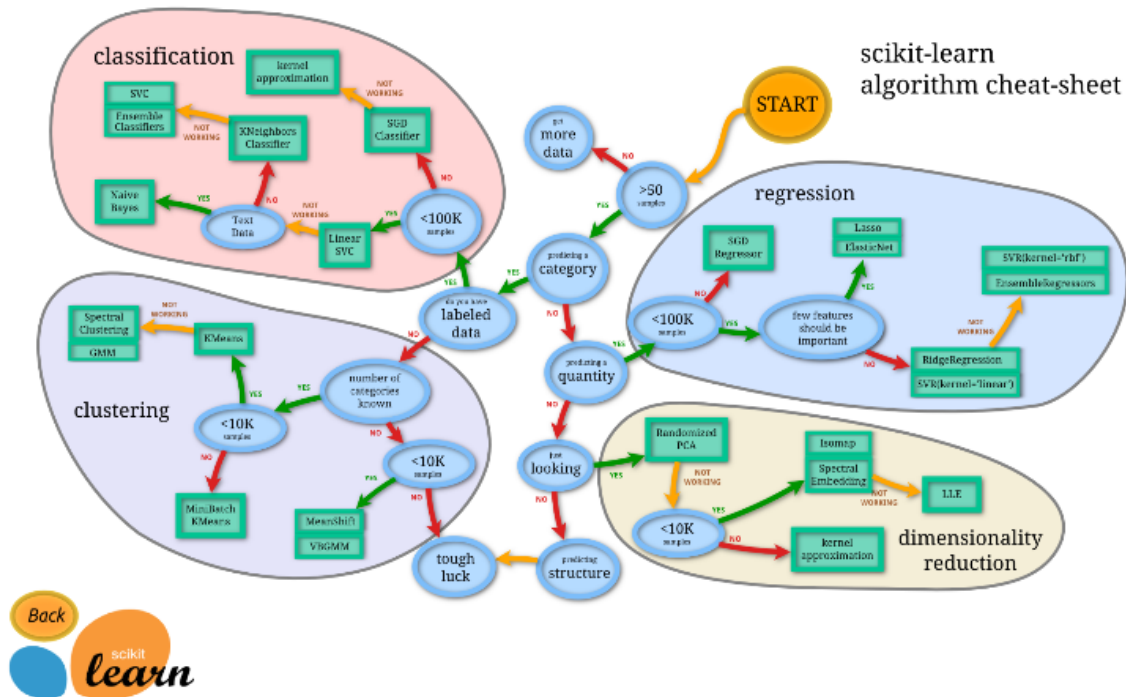 scikit-learn
algorithm cheat-sheet
START
classification
kernel
approximation
NOT
WORKING
SVC
Ensemble
Classifiers
NOT
WORKING
KNeighbors
Classifier
SGD
Classifier
NO
NO
Naive
Bayes
YES
Text
Data
NOT
WORKING
Linear
SVC
YES
<100K
samples
YES
get
more
data
NO
>50
samples
YES
predicting a
category
YES
NO
do you have
labeled
data
NO
predicting a
quantity
YES
NO
just
looking
YES
NO
predicting
structure
tough
luck
regression
SGD
Regressor
NO
<100K
samples
YES
Lasso
ElasticNet
YES
few features
should be
important
NO
SVR(kernel='rbf')
EnsembleRegressors
NOT
WORKING
RidgeRegression
SVR(kernel='linear')
clustering
Spectral
Clustering
GMM
NOT
WORKING
KMeans
YES
<10K
samples
YES
number of
categories
known
NO
NO
MiniBatch
KMeans
<10K
samples
YES
NO
MeanShift
VBGMM
dimensionality
reduction
Randomized
PCA
NOT
WORKING
<10K
samples
YES
NO
Isomap
Spectral
Embedding
NOT
WORKING
LLE
kernel
approximation
Back
scikit
learn